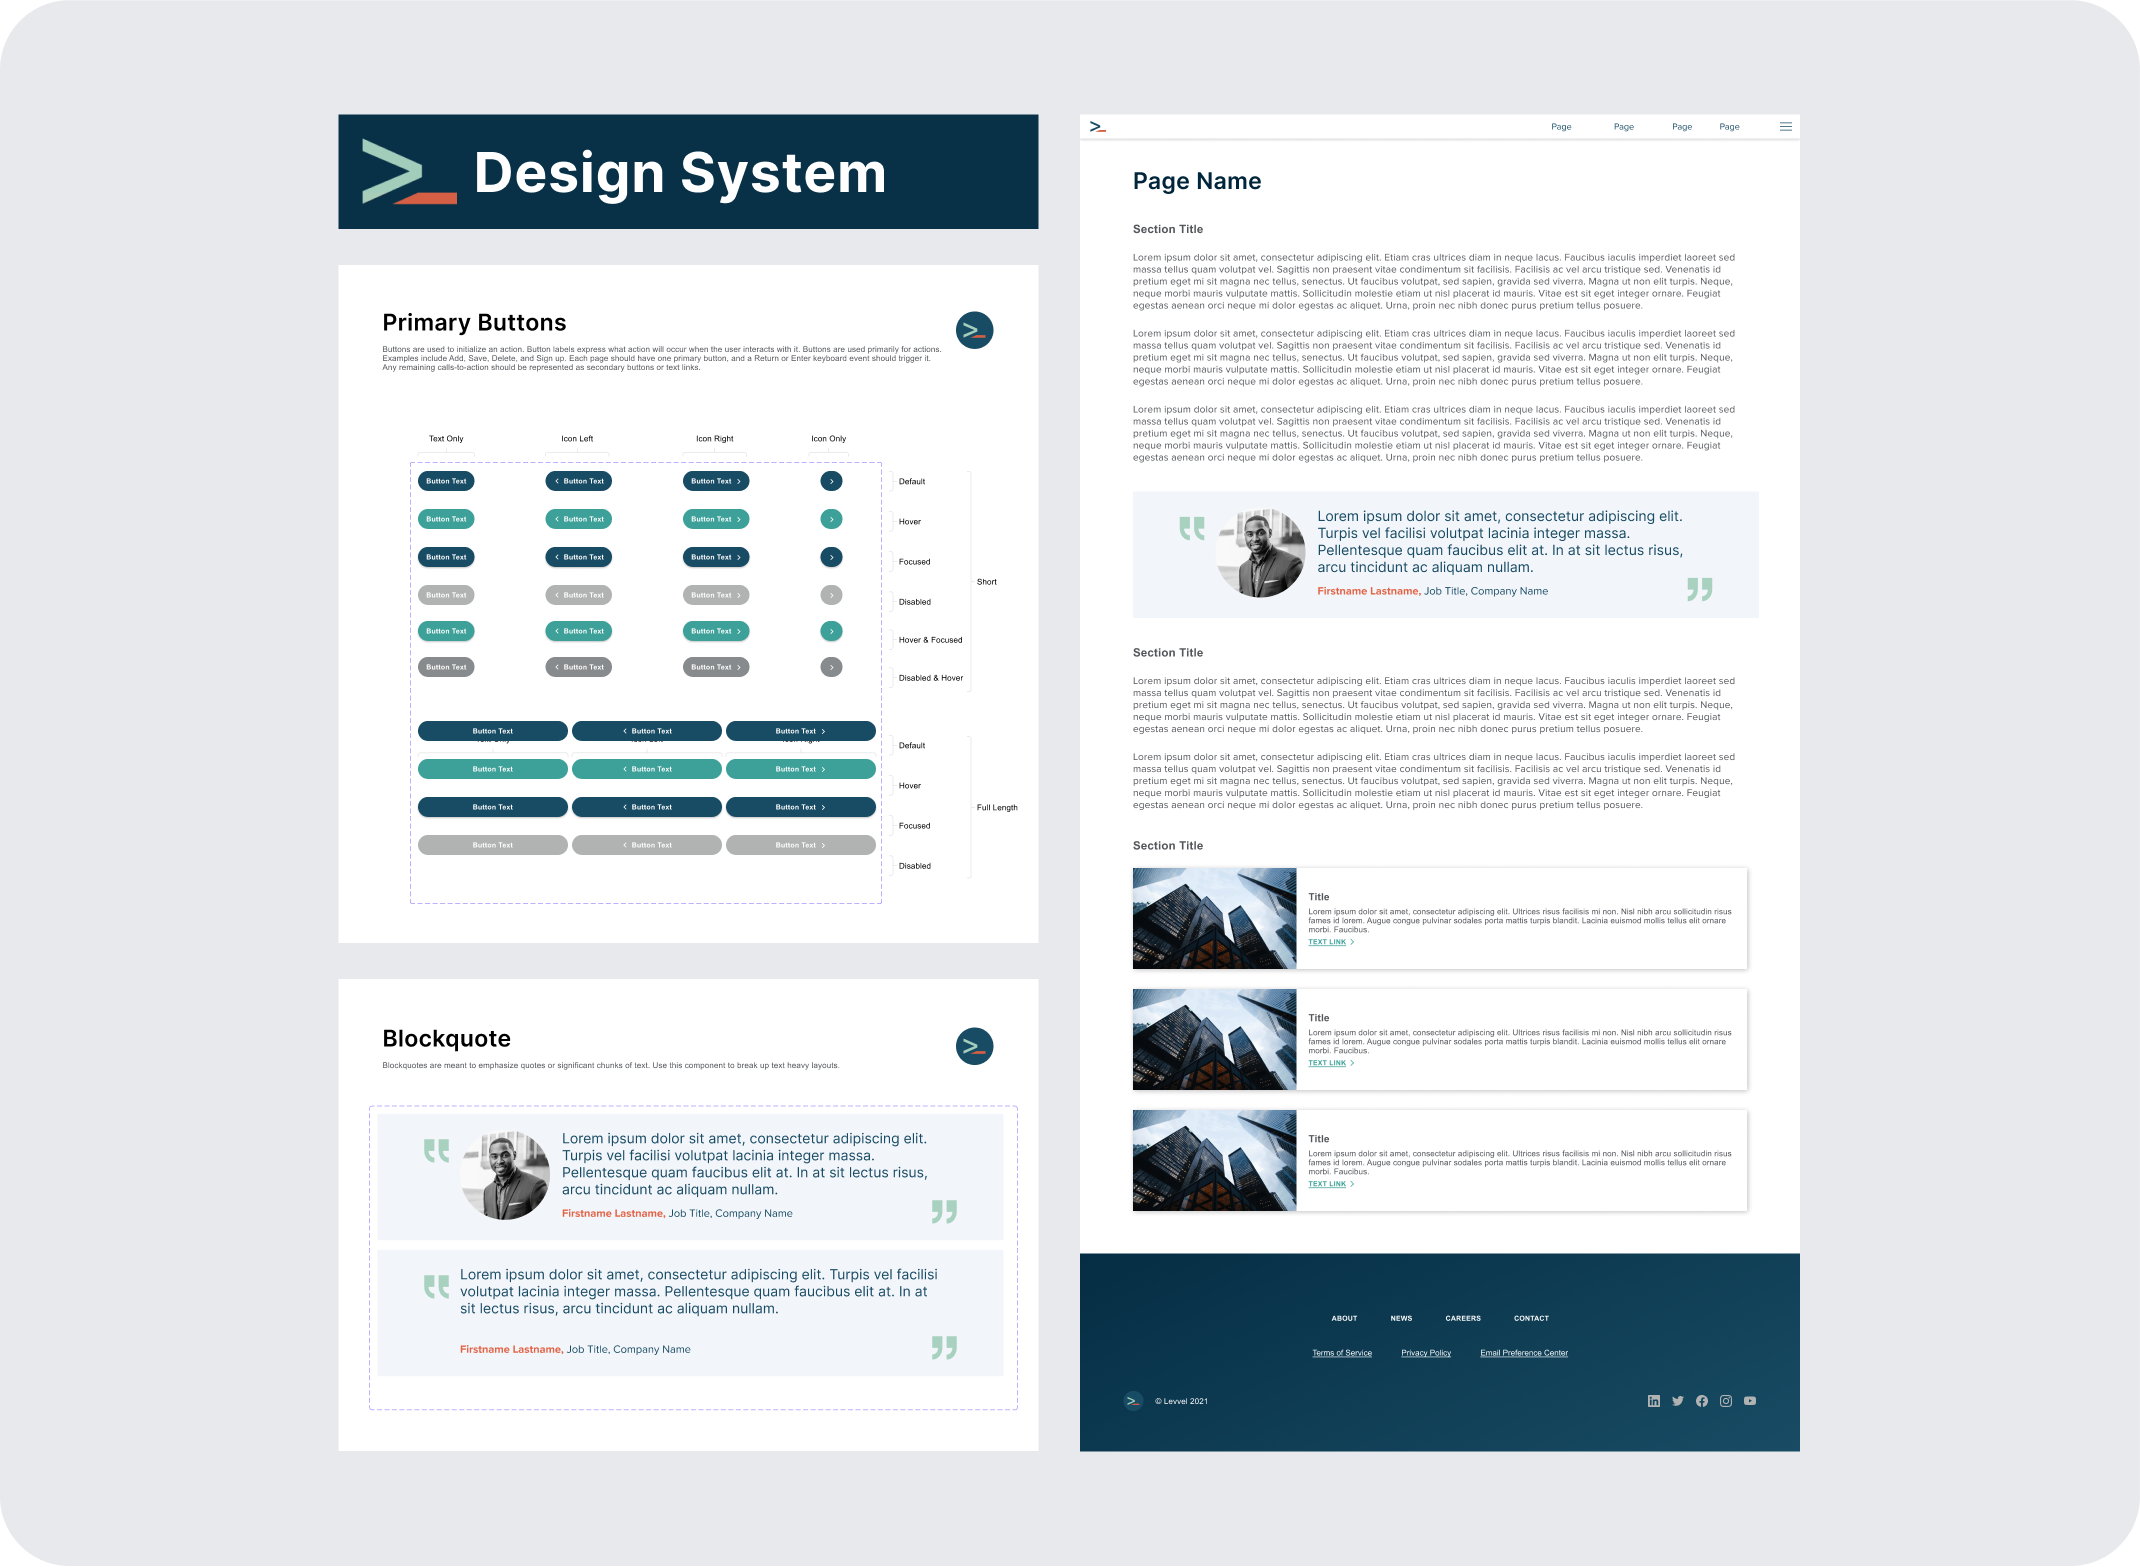 Design System
Primary Buttons
Buttons are used to initialize an action. Button labels express what action will occur when the user interacts with it. Buttons are used primarily for actions.
Examples include Add, Save, Delete, and Sign up. Each page should have one primary button, and a Return or Enter keyboard event should trigger it.
Any remaining calls-to-action should be represented as secondary buttons or text links.
Text Only Icon Left Icon Right Icon Only
Button Text Button Text Button Text Default
Button Text Button Text Button Text Hover
Button Text Button Text Button Text Focused
Short
Button Text Button Text Button Text Disabled
Button Text Button Text Button Text Hover & Focused
Button Text Button Text Button Text Disabled & Hover
Button Text Button Text Button Text
Default
Button Text Button Text Button Text
Hover
Button Text Button Text Button Text Full Length
Focused
Button Text Button Text Button Text
Disabled
Blockquote
Blockquotes are meant to emphasize quotes or significant chunks of text. Use this component to break up text heavy layouts.
Lorem ipsum dolor sit amet, consectetur adipiscing elit.
Turpis vel facilisi volutpat lacinia integer massa.
Pellentesque quam faucibus elit at. In at sit lectus risus,
arcu tincidunt ac aliquam nullam.
Firstname Lastname, Job Title, Company Name
Lorem ipsum dolor sit amet, consectetur adipiscing elit. Turpis vel facilisi
volutpat lacinia integer massa. Pellentesque quam faucibus elit at. In at
sit lectus risus, arcu tincidunt ac aliquam nullam.
Firstname Lastname, Job Title, Company Name
Page Page Page Page
Page Name
Section Title
Lorem ipsum dolor sit amet, consectetur adipiscing elit. Etiam cras ultrices diam in neque lacus. Faucibus iaculis imperdiet laoreet sed
massa tellus quam volutpat vel. Sagittis non praesent vitae condimentum sit facilisis. Facilisis ac vel arcu tristique sed. Venenatis id
pretium eget mi sit magna nec tellus, senectus. Ut faucibus volutpat, sed sapien, gravida sed viverra. Magna ut non elit turpis. Neque,
neque morbi mauris vulputate mattis. Sollicitudin molestie etiam ut nisl placerat id mauris. Vitae est sit eget integer ornare. Feugiat
egestas aenean orci neque mi dolor egestas ac aliquet. Urna, proin nec nibh donec purus pretium tellus posuere.
Lorem ipsum dolor sit amet, consectetur adipiscing elit. Etiam cras ultrices diam in neque lacus. Faucibus iaculis imperdiet laoreet sed
massa tellus quam volutpat vel. Sagittis non praesent vitae condimentum sit facilisis. Facilisis ac vel arcu tristique sed. Venenatis id
pretium eget mi sit magna nec tellus, senectus. Ut faucibus volutpat, sed sapien, gravida sed viverra. Magna ut non elit turpis. Neque,
neque morbi mauris vulputate mattis. Sollicitudin molestie etiam ut nisl placerat id mauris. Vitae est sit eget integer ornare. Feugiat
egestas aenean orci neque mi dolor egestas ac aliquet. Urna, proin nec nibh donec purus pretium tellus posuere.
Lorem ipsum dolor sit amet, consectetur adipiscing elit. Etiam cras ultrices diam in neque lacus. Faucibus iaculis imperdiet laoreet sed
massa tellus quam volutpat vel. Sagittis non praesent vitae condimentum sit facilisis. Facilisis ac vel arcu tristique sed. Venenatis id
pretium eget mi sit magna nec tellus, senectus. Ut faucibus volutpat, sed sapien, gravida sed viverra. Magna ut non elit turpis. Neque,
neque morbi mauris vulputate mattis. Sollicitudin molestie etiam ut nisl placerat id mauris. Vitae est sit eget integer ornare. Feugiat
egestas aenean orci neque mi dolor egestas ac aliquet. Urna, proin nec nibh donec purus pretium tellus posuere.
Lorem ipsum dolor sit amet, consectetur adipiscing elit.
Turpis vel facilisi volutpat lacinia integer massa.
Pellentesque quam faucibus elit at. In at sit lectus risus,
arcu tincidunt ac aliquam nullam.
Firstname Lastname, Job Title, Company Name
Section Title
Lorem ipsum dolor sit amet, consectetur adipiscing elit. Etiam cras ultrices diam in neque lacus. Faucibus iaculis imperdiet laoreet sed
massa tellus quam volutpat vel. Sagittis non praesent vitae condimentum sit facilisis. Facilisis ac vel arcu tristique sed. Venenatis id
pretium eget mi sit magna nec tellus, senectus. Ut faucibus volutpat, sed sapien, gravida sed viverra. Magna ut non elit turpis. Neque,
neque morbi mauris vulputate mattis. Sollicitudin molestie etiam ut nisl placerat id mauris. Vitae est sit eget integer ornare. Feugiat
egestas aenean orci neque mi dolor egestas ac aliquet. Urna, proin nec nibh donec purus pretium tellus posuere.
Lorem ipsum dolor sit amet, consectetur adipiscing elit. Etiam cras ultrices diam in neque lacus. Faucibus iaculis imperdiet laoreet sed
massa tellus quam volutpat vel. Sagittis non praesent vitae condimentum sit facilisis. Facilisis ac vel arcu tristique sed. Venenatis id
pretium eget mi sit magna nec tellus, senectus. Ut faucibus volutpat, sed sapien, gravida sed viverra. Magna ut non elit turpis. Neque,
neque morbi mauris vulputate mattis. Sollicitudin molestie etiam ut nisl placerat id mauris. Vitae est sit eget integer ornare. Feugiat
egestas aenean orci neque mi dolor egestas ac aliquet. Urna, proin nec nibh donec purus pretium tellus posuere.
Section Title
Title
Lorem ipsum dolor sit amet, consectetur adipiscing elit. Ultrices risus facilisis mi non. Nisl nibh arcu sollicitudin risus
fames id lorem. Augue congue pulvinar sodales porta mattis turpis blandit. Lacinia euismod mollis tellus elit ornare
morbi. Faucibus.
TEXT LINK
Title
Lorem ipsum dolor sit amet, consectetur adipiscing elit. Ultrices risus facilisis mi non. Nisl nibh arcu sollicitudin risus
fames id lorem. Augue congue pulvinar sodales porta mattis turpis blandit. Lacinia euismod mollis tellus elit ornare
morbi. Faucibus.
TEXT LINK
Title
Lorem ipsum dolor sit amet, consectetur adipiscing elit. Ultrices risus facilisis mi non. Nisl nibh arcu sollicitudin risus
fames id lorem. Augue congue pulvinar sodales porta mattis turpis blandit. Lacinia euismod mollis tellus elit ornare
morbi. Faucibus.
TEXT LINK
ABOUT NEWS CAREERS CONTACT
Terms of Service Privacy Policy Email Preference Center
© Levvel 2021